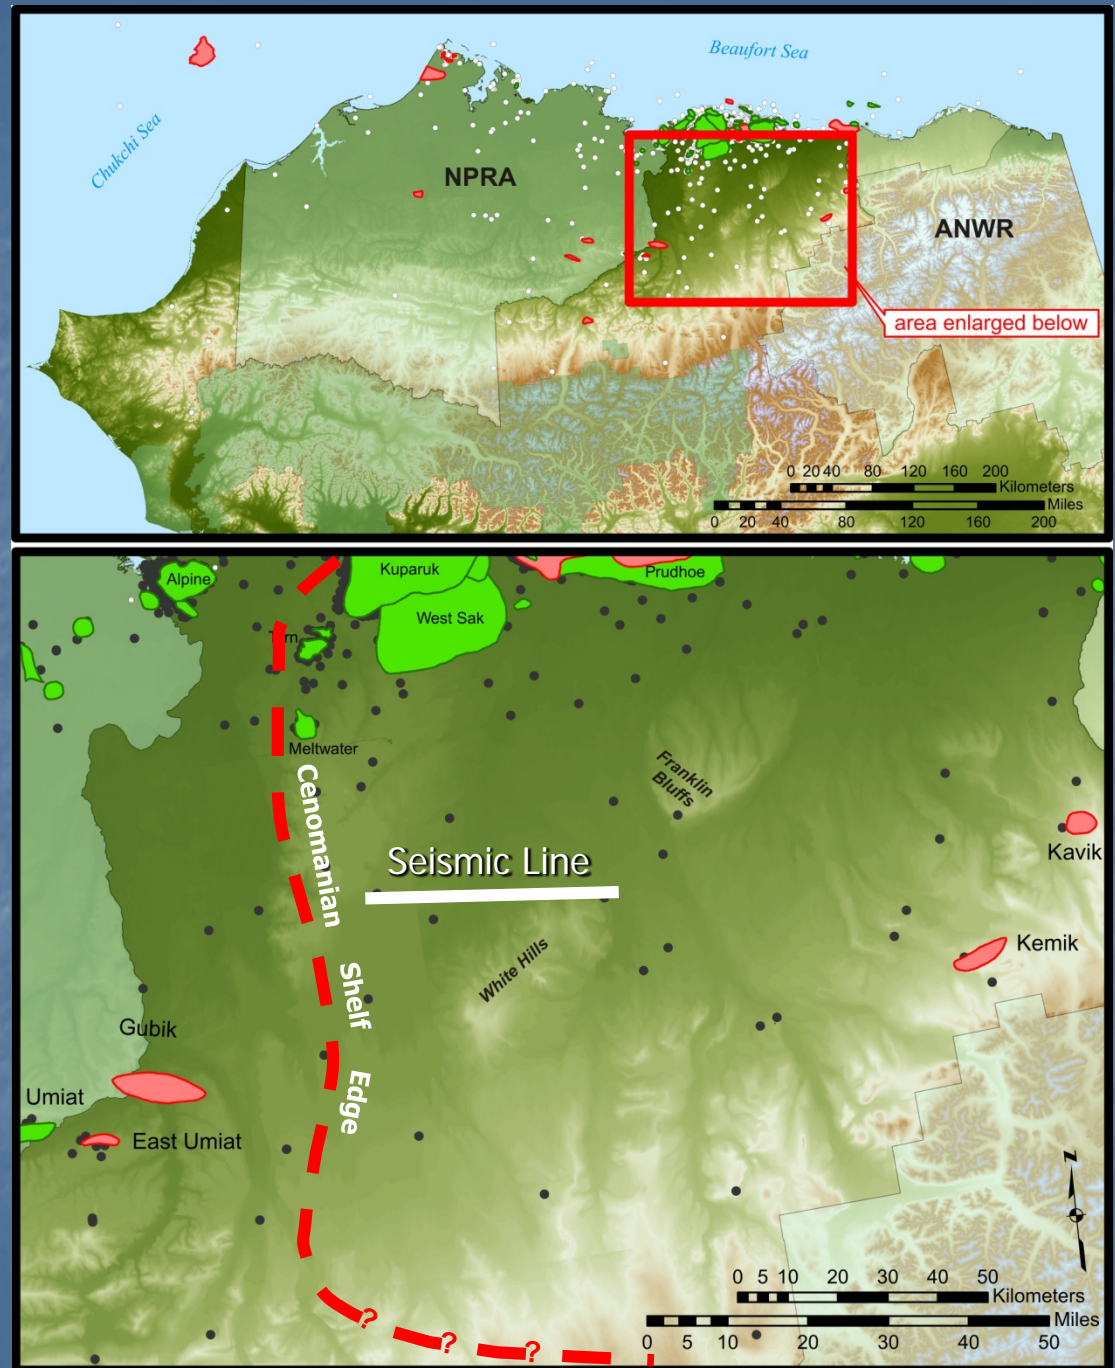 Beaufort Sea
Chukchi Sea
NPRA
ANWR
area enlarged below
0 20 40 80 120 160 200
Kilometers
Miles
0 20 40 80 120 160 200
Alpine
Kuparuk
Prudhoe
West Sak
Tarn
Meltwater
Franklin
Bluffs
Cenomanian
Shelf
Edge
Seismic Line
Kavik
White Hills
Kemik
Gubik
Umiat
East Umiat
Z
0 5 10 20 30 40 50
Kilometers
Miles
0 5 10 20 30 40 50
?
?
?